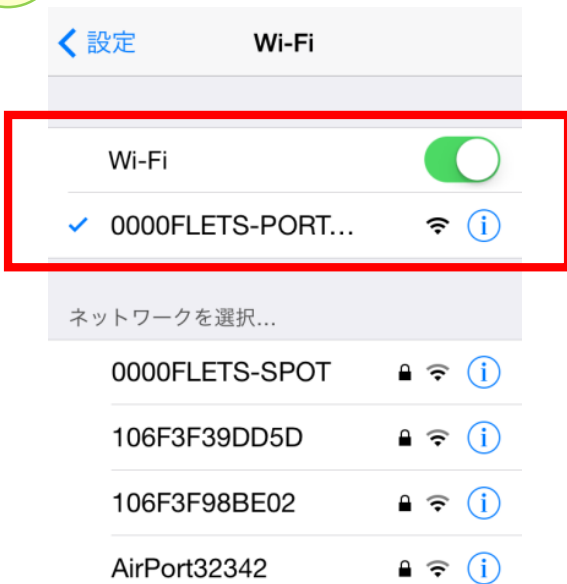 設定 Wi-Fi
Wi-Fi
0000FLETS-PORT...
ネットワークを選択...
0000FLETS-SPOT
106F3F39DD5D
106F3F98BE02
AirPort32342